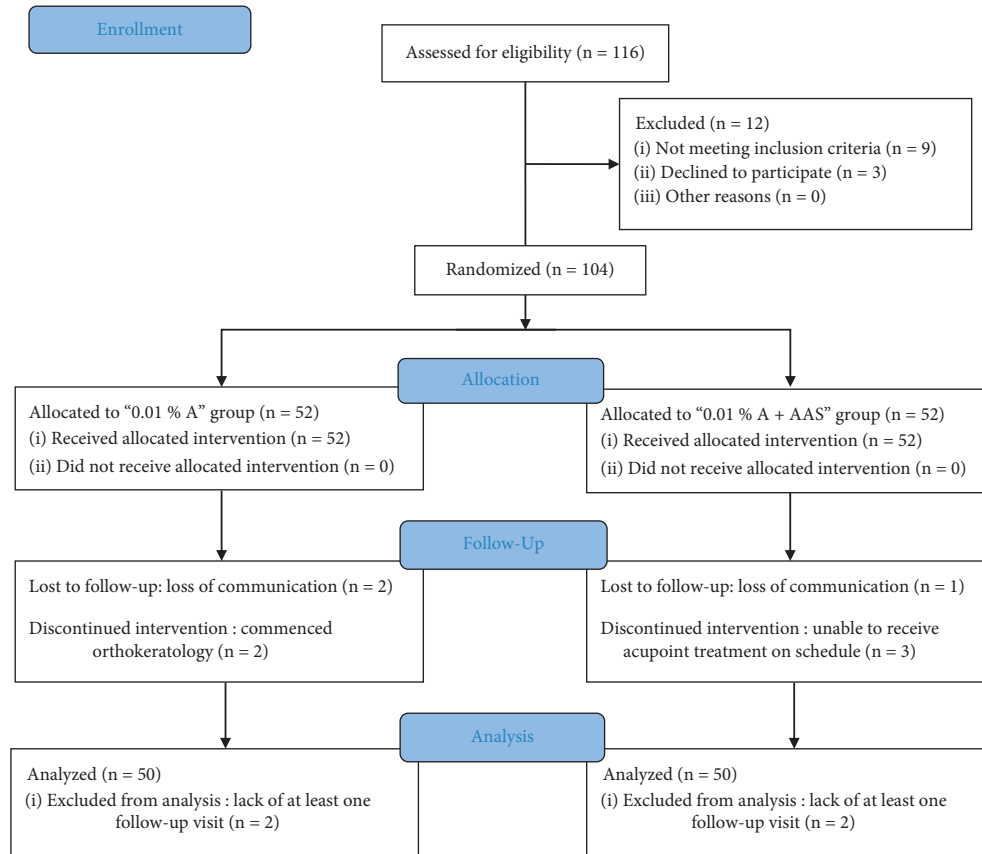 Enrollment
Assessed for eligibility (n = 116)
Excluded (n = 12)
(i) Not meeting inclusion criteria (n = 9)
(ii) Declined to participate (n = 3)
(iii) Other reasons (n = 0)
Randomized (n = 104)
Allocation
Allocated to “0.01 % A” group (n = 52)
(i) Received allocated intervention (n = 52)
(ii) Did not receive allocated intervention (n = 0)
Allocated to “0.01 % A + AAS” group (n = 52)
(i) Received allocated intervention (n = 52)
(ii) Did not receive allocated intervention (n = 0)
Follow-Up
Lost to follow-up: loss of communication (n = 2)
Discontinued intervention : commenced
orthokeratology (n = 2)
Lost to follow-up: loss of communication (n = 1)
Discontinued intervention : unable to receive
acupoint treatment on schedule (n = 3)
Analysis
Analyzed (n = 50)
(i) Excluded from analysis : lack of at least one
follow-up visit (n = 2)
Analyzed (n = 50)
(i) Excluded from analysis : lack of at least one
follow-up visit (n = 2)